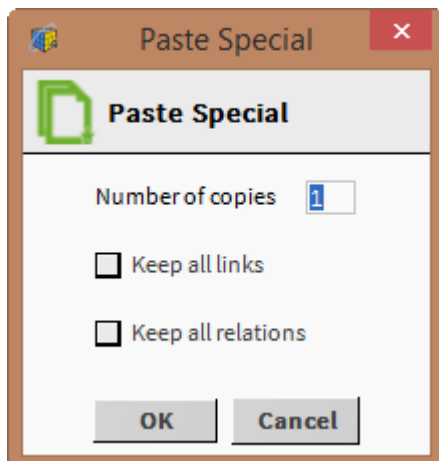 Paste Special
Paste Special
Number of copies 1
Keep all links
Keep all relations
OK Cancel